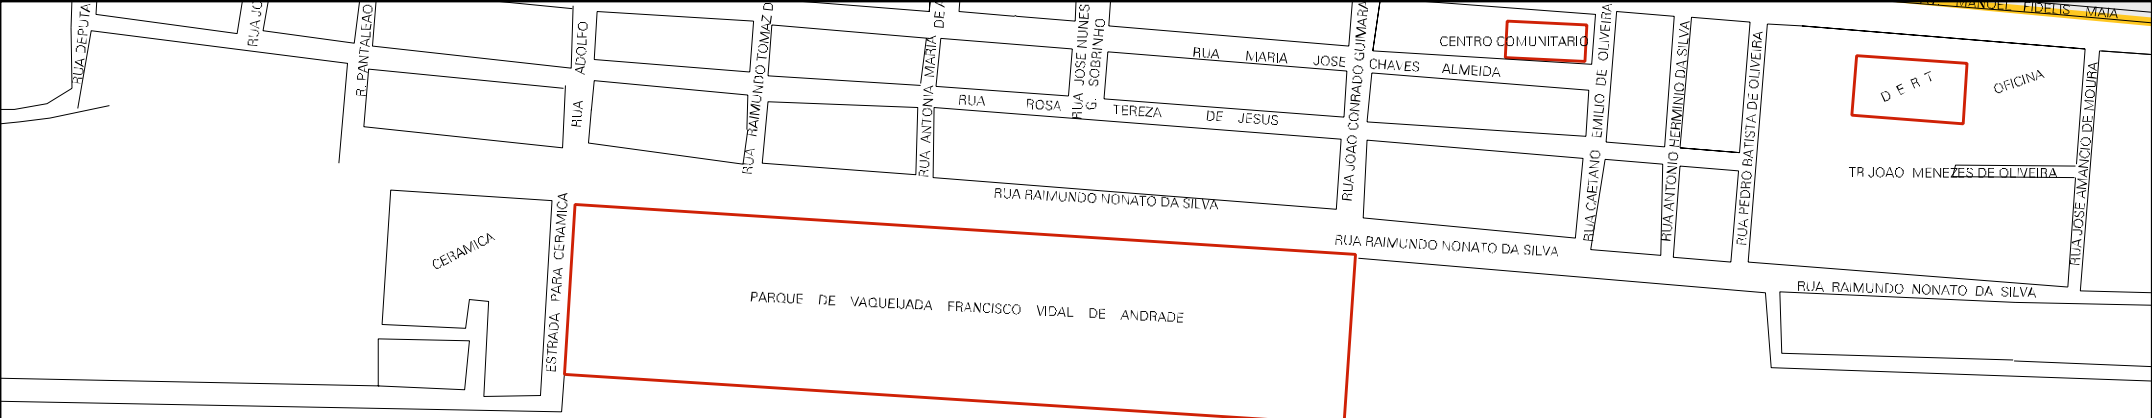 MANOEL FIDELIS MAIA
RUA DEPUTA
RUA JO
R. PANTALEAO
RUA ADOLFO
RUA RAIMUNDO TOMAZ D
RUA ANTONIA MARIA DE A
RUA JOSE NUNES
G. SOBRINHO
RUA MARIA JOSE CHAVES ALMEIDA
RUA ROSA TEREZA DE JESUS
RUA JOAO CONRADO GUIMARA
CENTRO COMUNITARIO
RUA CAETANO EMILIO DE OLIVEIRA
RUA ANTONIO HERMINIO DA SILVA
RUA PEDRO BATISTA DE OLIVEIRA
D E R T
OFICINA
TR JOAO MENEZES DE OLIVEIRA
RUA JOSE AMANCIO DE MOURA
RUA RAIMUNDO NONATO DA SILVA
RUA RAIMUNDO NONATO DA SILVA
RUA RAIMUNDO NONATO DA SILVA
CERAMICA
ESTRADA PARA CERAMICA
PARQUE DE VAQUEIJADA FRANCISCO VIDAL DE ANDRADE